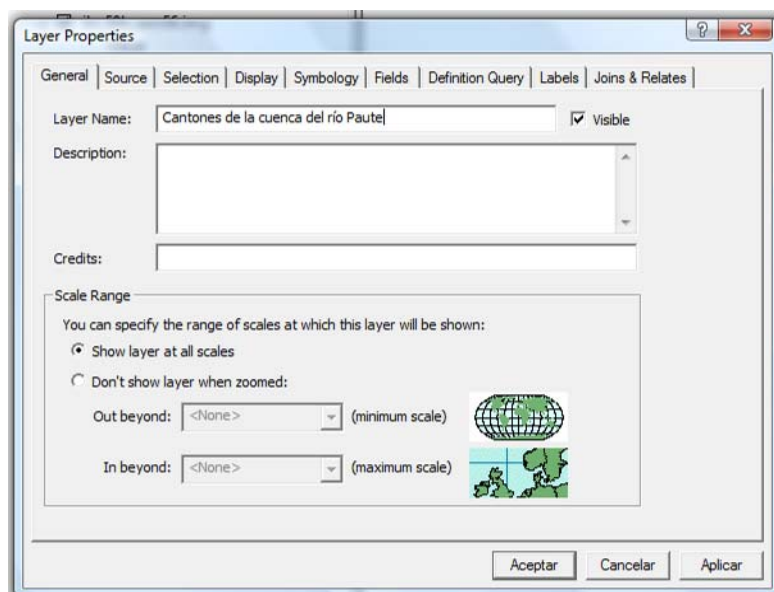 Layer Properties
General Source Selection Display Symbology Fields Definition Query Labels Joins & Relates
Layer Name: Cantones de la cuenca del río Paute Visible
Description:
Credits:
Scale Range
You can specify the range of scales at which this layer will be shown:
Show layer at all scales
Don't show layer when zoomed:
Out beyond: <None> (minimum scale)
In beyond: <None> (maximum scale)
Aceptar Cancelar Aplicar